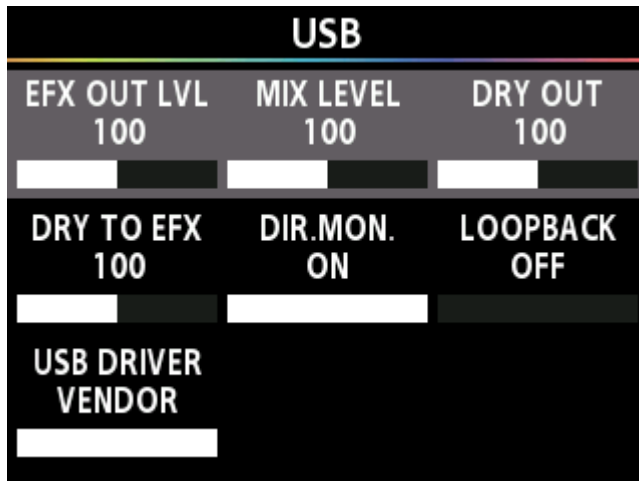 USB
EFX OUT LVL
100
MIX LEVEL
100
DRY OUT
100
DRY TO EFX
100
DIR.MON.
ON
LOOPBACK
OFF
USB DRIVER
VENDOR